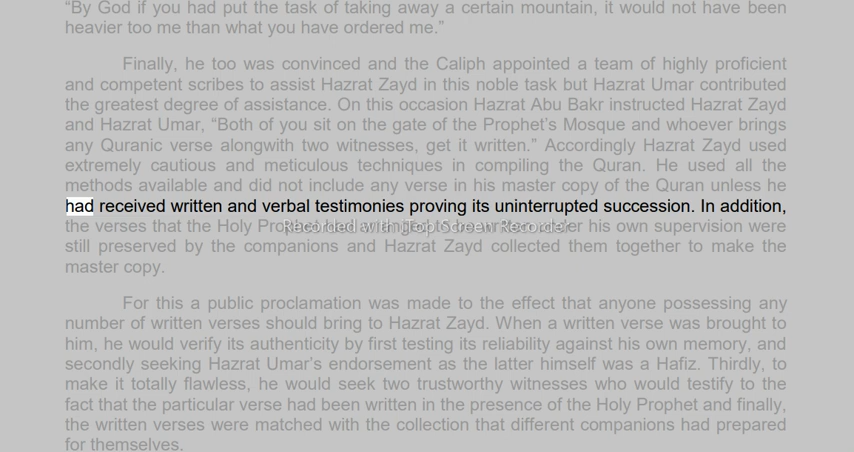 “By God if you had put the task of taking away a certain mountain, it would not have been
heavier too me than what you have ordered me.”
Finally, he too was convinced and the Caliph appointed a team of highly proficient
and competent scribes to assist Hazrat Zayd in this noble task but Hazrat Umar contributed
the greatest degree of assistance. On this occasion Hazrat Abu Bakr instructed Hazrat Zayd
and Hazrat Umar, “Both of you sit on the gate of the Prophet’s Mosque and whoever brings
any Quranic verse alongwith two witnesses, get it written.” Accordingly Hazrat Zayd used
extremely cautious and meticulous techniques in compiling the Quran. He used all the
methods available and did not include any verse in his master copy of the Quran unless he
had received written and verbal testimonies proving its uninterrupted succession. In addition,
the verses that the Holy his own supervision were
Recorded with iTop Screen Recorder
still preserved by the companions and Hazrat Zayd collected them together to make the
master copy.
For this a public proclamation was made to the effect that anyone possessing any
number of written verses should bring to Hazrat Zayd. When a written verse was brought to
him, he would verify its authenticity by first testing its reliability against his own memory, and
secondly seeking Hazrat Umar’s endorsement as the latter himself was a Hafiz. Thirdly, to
make it totally flawless, he would seek two trustworthy witnesses who would testify to the
fact that the particular verse had been written in the presence of the Holy Prophet and finally,
the written verses were matched with the collection that different companions had prepared
for themselves.